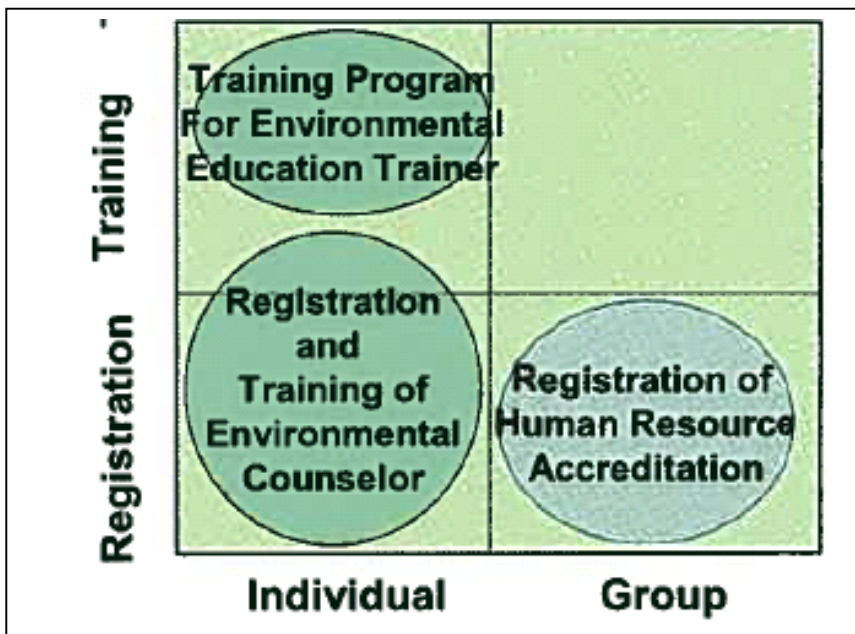 Training
Training Program
For Environmental
Education Trainer
Registration
Registration
and
Training of
Environmental
Counselor
Registration of
Human Resource
Accreditation
Individual
Group